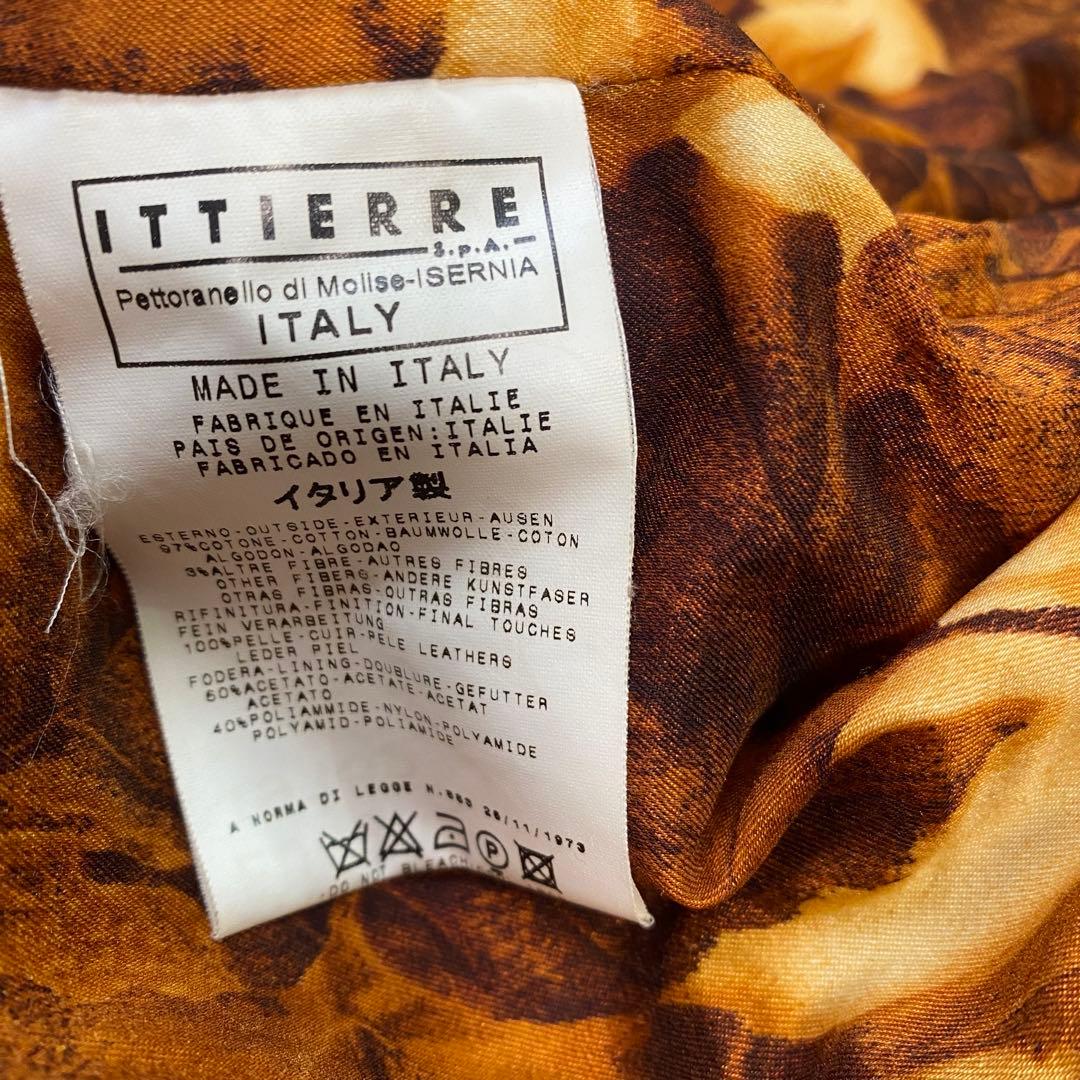 ITTIERRE
S.p.A.
Pettoranello di Molise-ISERNIA
ITALY
MADE IN ITALY
FABRIQUE EN ITALIE
PAIS DE ORIGEN:ITALIE
FABRICADO EN ITALIA
イタリア製
ESTERNO-OUTSIDE-EXTERIEUR-AUSEN
97%COTONE-COTTON-BAUMWOLLE-COTON
ALGODON-ALGODAO
3%ALTRE FIBRE-AUTRES FIBRES
OTHER FIBERS-ANDERE KUNSTFASER
OTRAS FIBRAS-OUTRAS FIBRAS
RIFINITURA-FINITION-FINAL TOUCHES
FEIN VERARBEITUNG
100%PELLE-CUIR-PELE LEATHERS
LEDER PIEL
FODERA-LINING-DOUBLURE-GEFUTTER
60%ACETATO-ACETATE-ACETAT
ACETATO
40%POLIAMMIDE-NYLON-POLYAMIDE
POLYAMID-POLIAMIDE
A NORMA DI LEGGE N.883 26/11/1973
P
DO NOT BLEACH